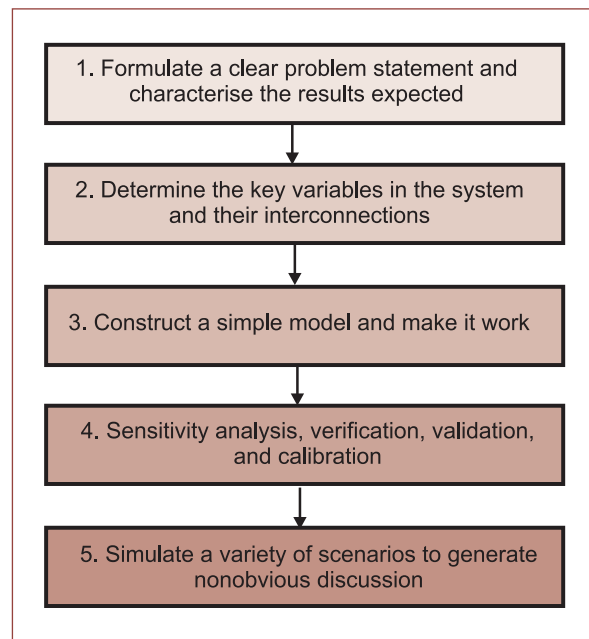 1. Formulate a clear problem statement and
characterise the results expected
2. Determine the key variables in the system
and their interconnections
3. Construct a simple model and make it work
4. Sensitivity analysis, verification, validation,
and calibration
5. Simulate a variety of scenarios to generate
nonobvious discussion